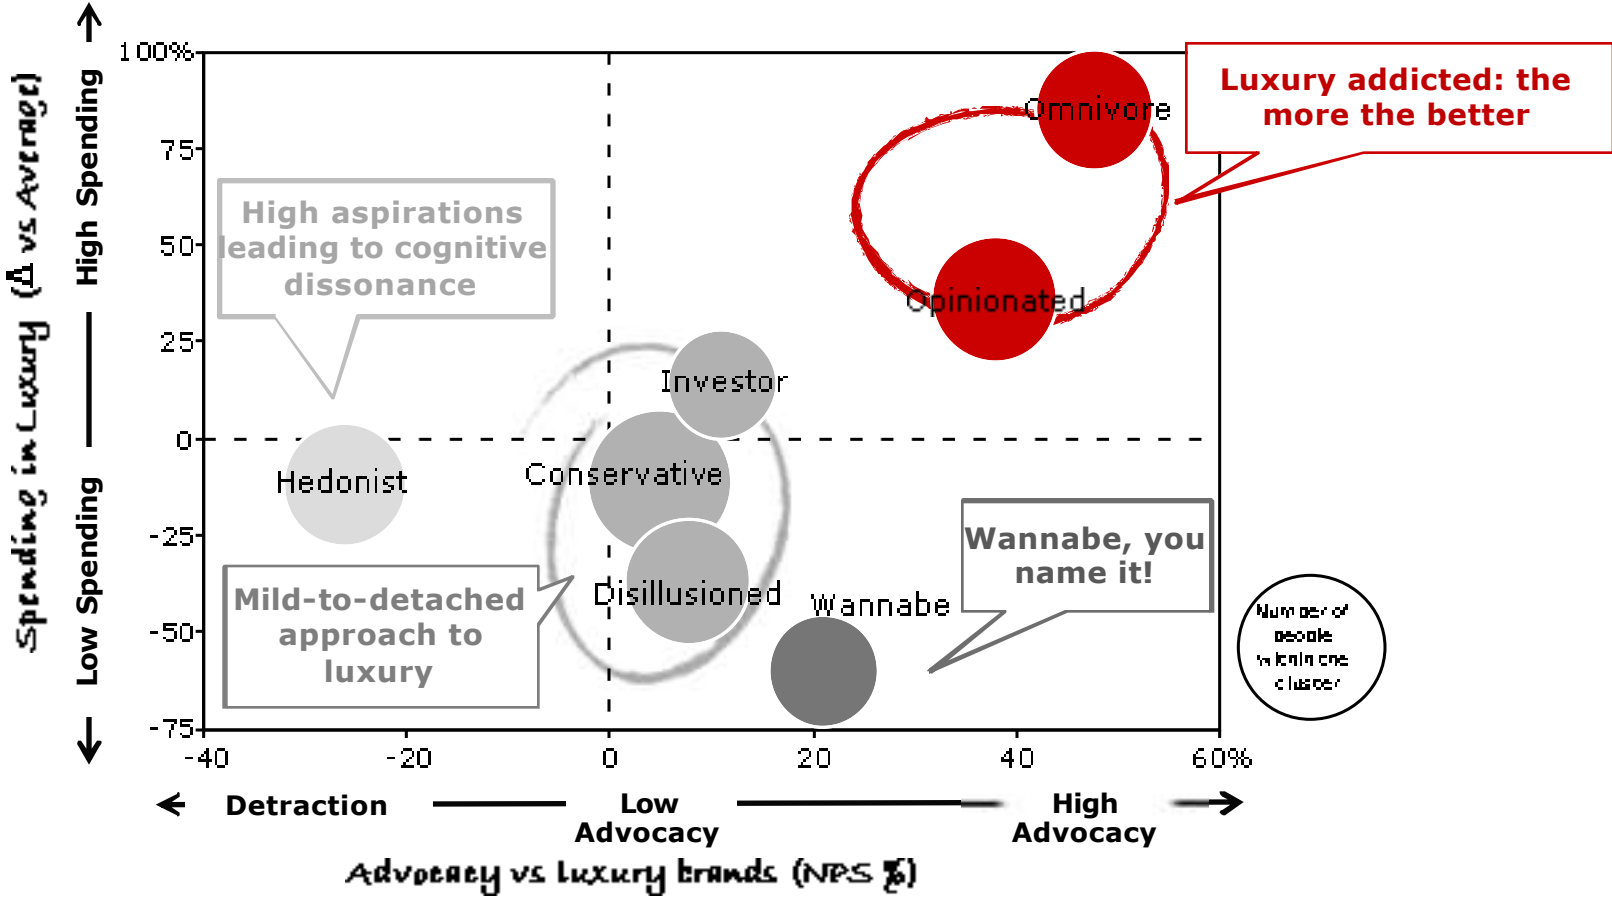 100%
75
50
25
0
-25
-50
-75
-40
-20
0
20
40
60%
Spending in Luxury (Δ vs Average)
High Spending
Low Spending
High aspirations
leading to cognitive
dissonance
Luxury addicted: the
more the better
Omnivore
Opinionated
Investor
Conservative
Hedonist
Disillusioned
Wannabe
Wannabe, you
name it!
Mild-to-detached
approach to
luxury
Number of
people
within the
cluster
Detraction
Low
Advocacy
High
Advocacy
Advocacy vs luxury brands (NPS %)